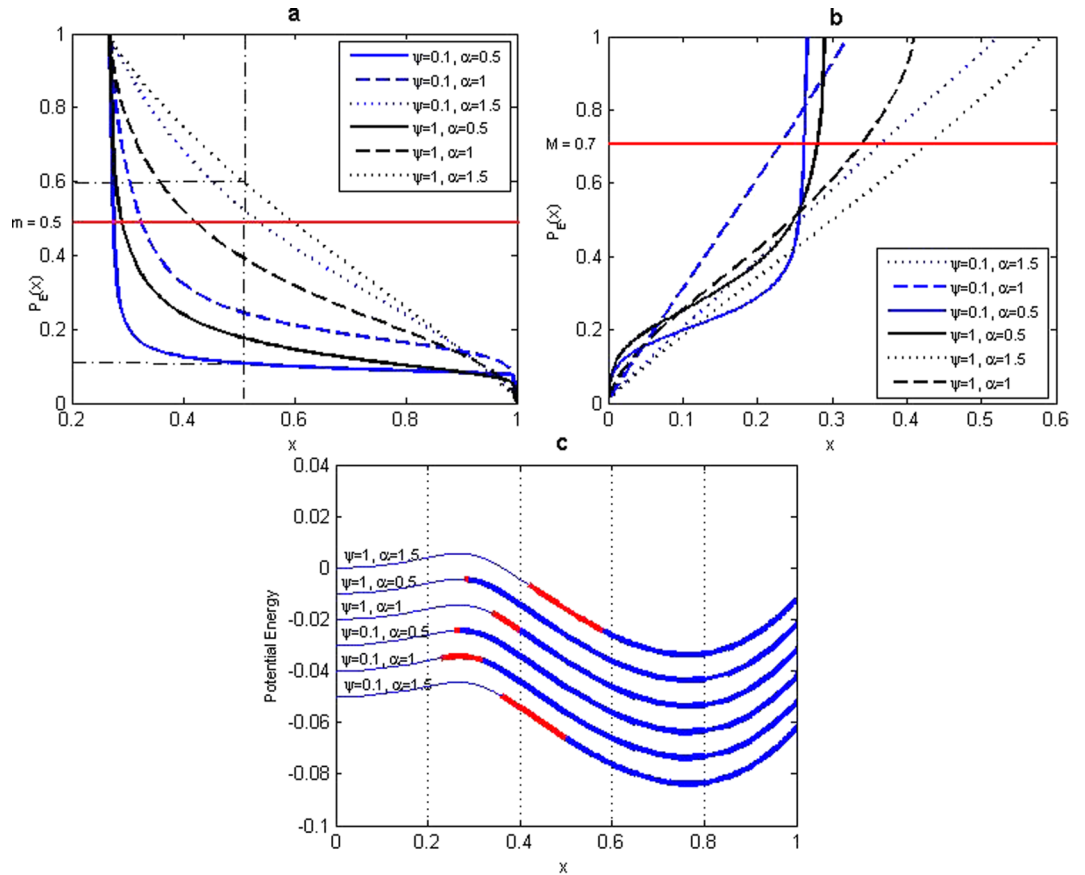 a
1
0.8
0.6
m = 0.5
0.4
0.2
0
P_E(x)
0.2
0.4
0.6
0.8
1
x
ψ=0.1, α=0.5
ψ=0.1, α=1
ψ=0.1, α=1.5
ψ=1, α=0.5
ψ=1, α=1
ψ=1, α=1.5
b
1
0.8
M = 0.7
0.6
0.4
0.2
0
P_E(x)
0
0.1
0.2
0.3
0.4
0.5
0.6
x
ψ=0.1, α=1.5
ψ=0.1, α=1
ψ=0.1, α=0.5
ψ=1, α=0.5
ψ=1, α=1.5
ψ=1, α=1
c
0.04
0.02
0
-0.02
-0.04
-0.06
-0.08
-0.1
Potential Energy
ψ=1, α=1.5
ψ=1, α=0.5
ψ=1, α=1
ψ=0.1, α=0.5
ψ=0.1, α=1
ψ=0.1, α=1.5
0
0.2
0.4
0.6
0.8
1
x